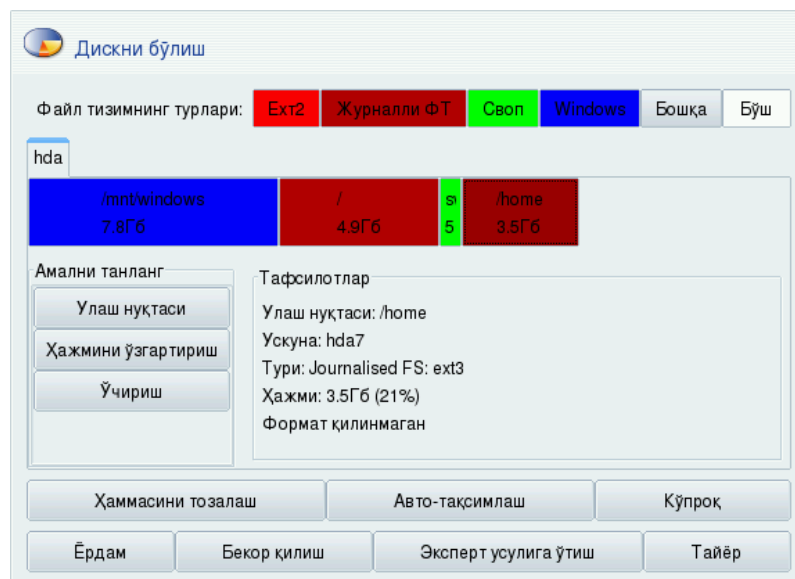 Дискни бўлиш
Файл тизимнинг турлари: Ext2 Журналли ФТ Своп Windows Бошқа Бўш
hda
/mnt/windows / /home
7.8Гб 4.9Гб 5 3.5Гб
Амални танланг Тафсилотлар
Улаш нуқтаси
Ҳажмини ўзгартириш
Ўчириш
Улаш нуқтаси: /home
Ускуна: hda7
Тури: Journalised FS: ext3
Ҳажми: 3.5Гб (21%)
Формат қилинмаган
Ҳаммасини тозалаш Авто-тақсимлаш Кўпроқ
Ёрдам Бекор қилиш Эксперт усулига ўтиш Тайёр